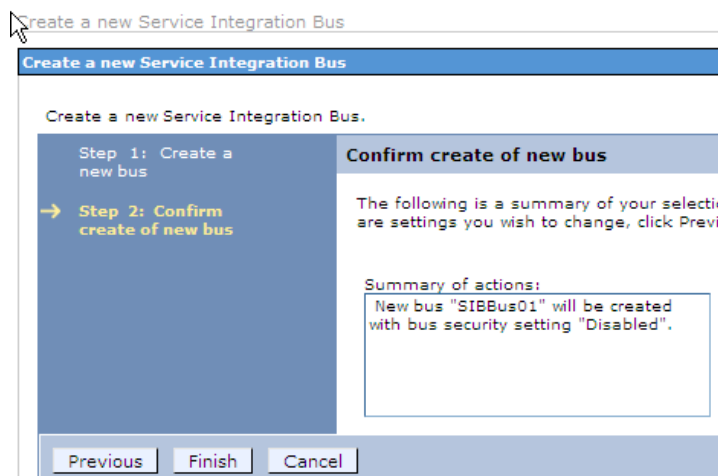 Create a new Service Integration Bus
Create a new Service Integration Bus
Create a new Service Integration Bus.
Step 1: Create a
new bus
Step 2: Confirm
create of new bus
Confirm create of new bus
The following is a summary of your
are settings you wish to change, click
Summary of actions:
New bus "SIBBus01" will be created
with bus security setting "Disabled".
Previous
Finish
Cancel